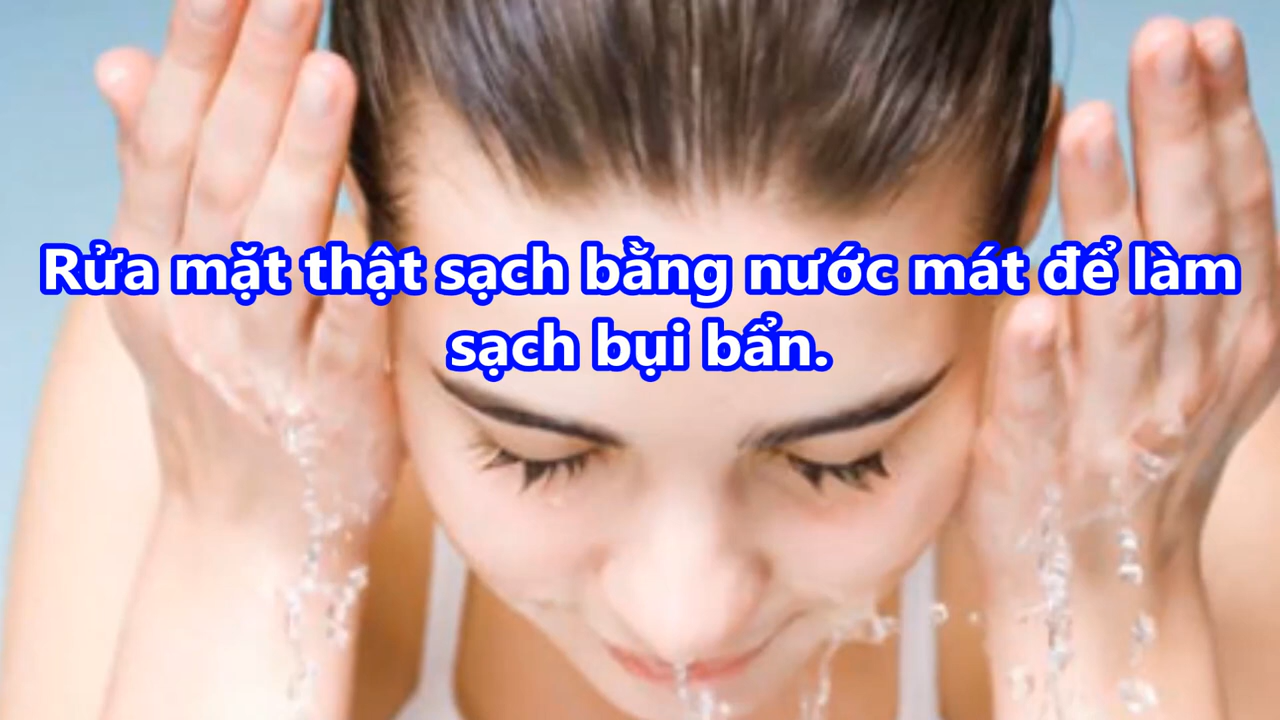 Rửa mặt thật sạch bằng nước mát để làm
sạch bụi bẩn.